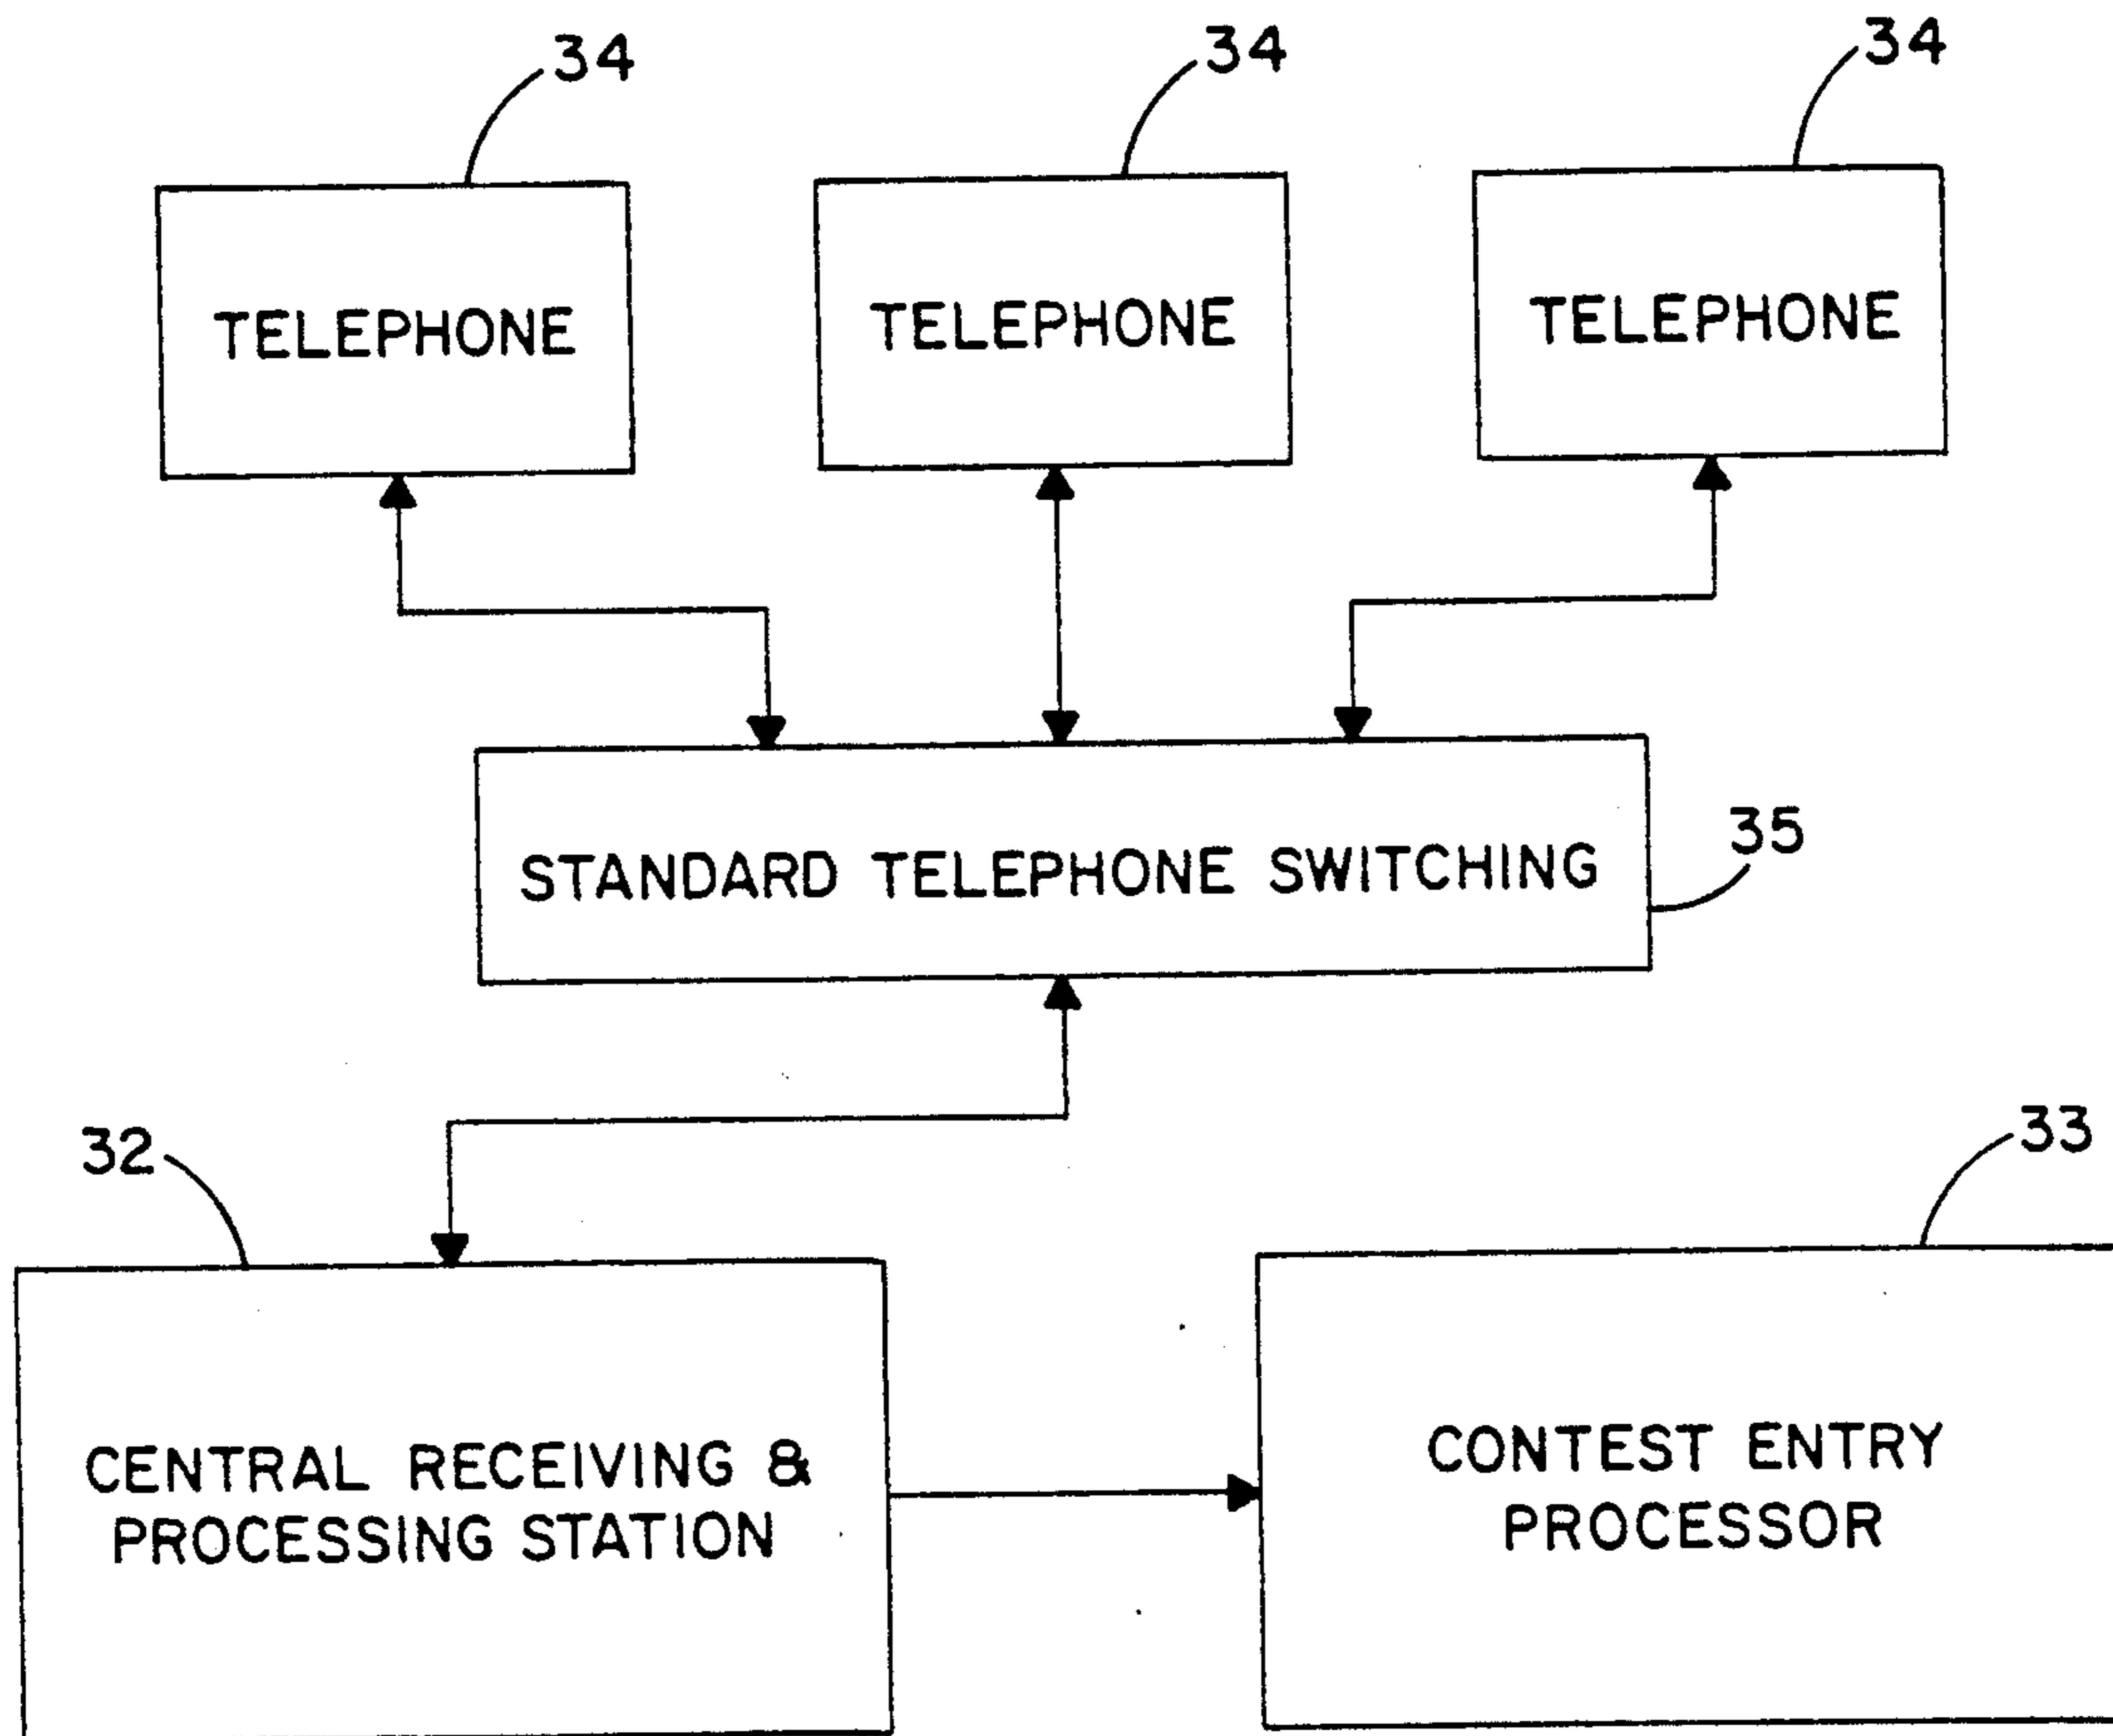 34
34
34
TELEPHONE
TELEPHONE
TELEPHONE
STANDARD TELEPHONE SWITCHING
35
32
33
CENTRAL RECEIVING &
PROCESSING STATION
CONTEST ENTRY
PROCESSOR